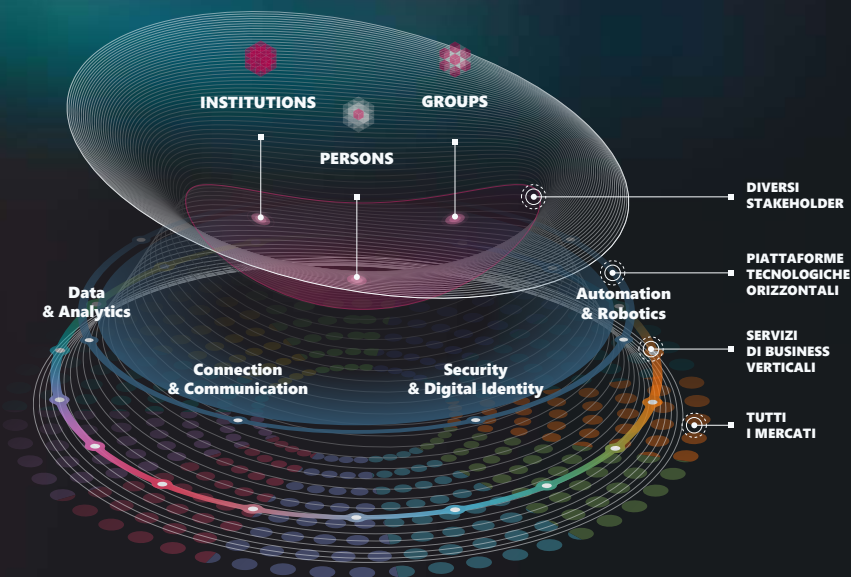 INSTITUTIONS
GROUPS
PERSONS
DIVERSI
STAKEHOLDER
PIATTAFORME
TECNOLOGICHE
ORIZZONTALI
Data
& Analytics
Automation
& Robotics
SERVIZI
DI BUSINESS
VERTICALI
Connection
& Communication
Security
& Digital Identity
TUTTI
I MERCATI